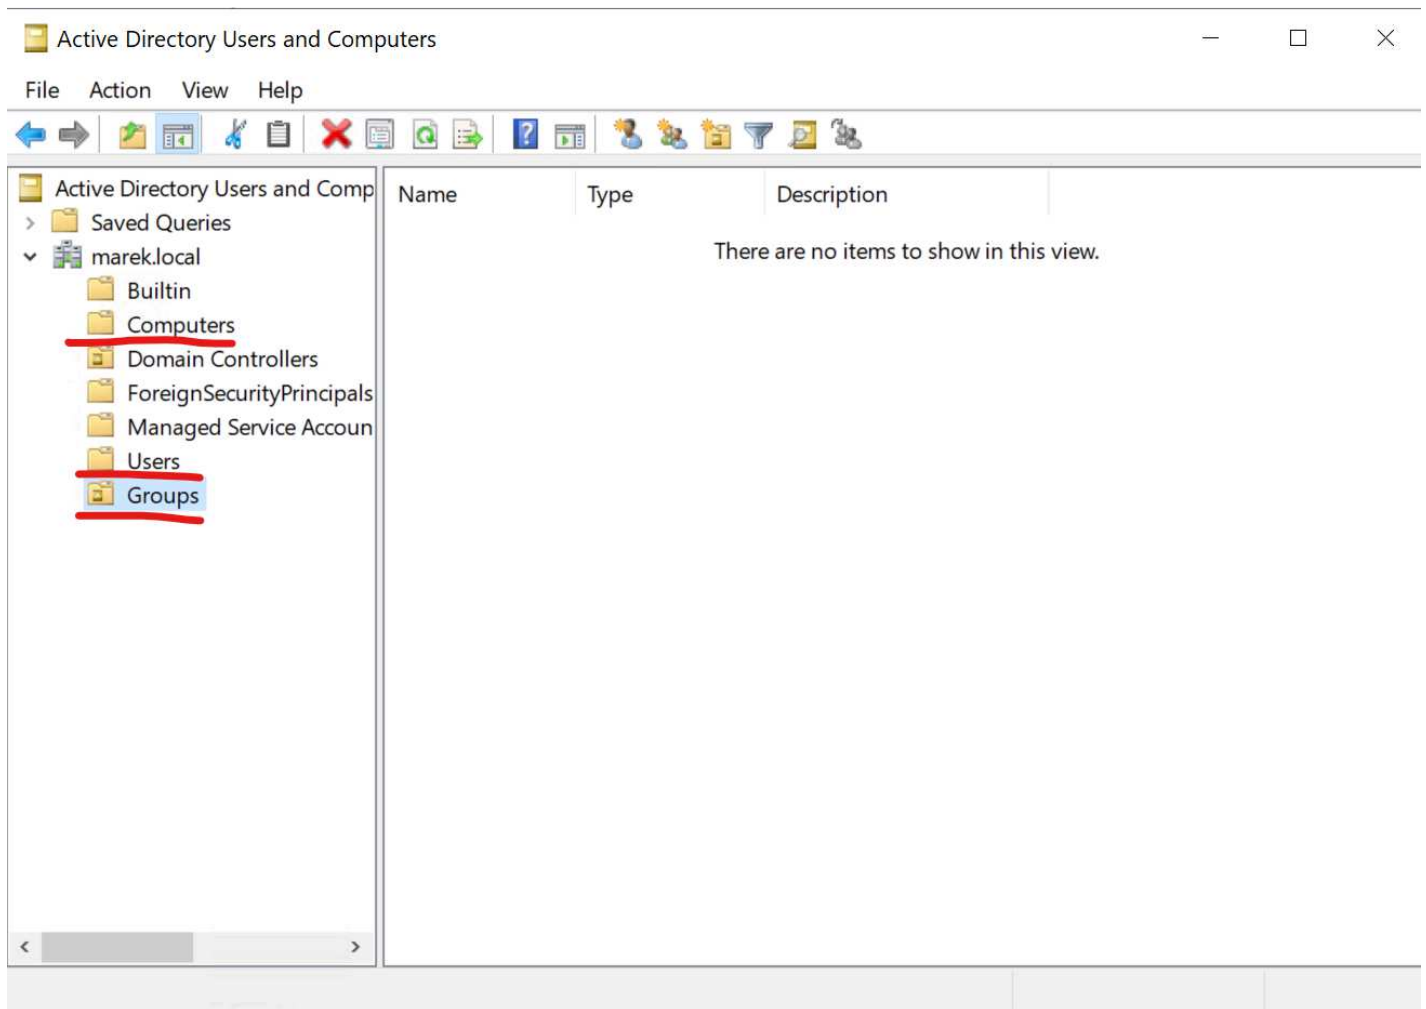 Active Directory Users and Computers
File Action View Help
Active Directory Users and Comp
Name Type Description
Saved Queries
There are no items to show in this view.
marek.local
Builtin
Computers
Domain Controllers
ForeignSecurityPrincipals
Managed Service Accoun
Users
Groups